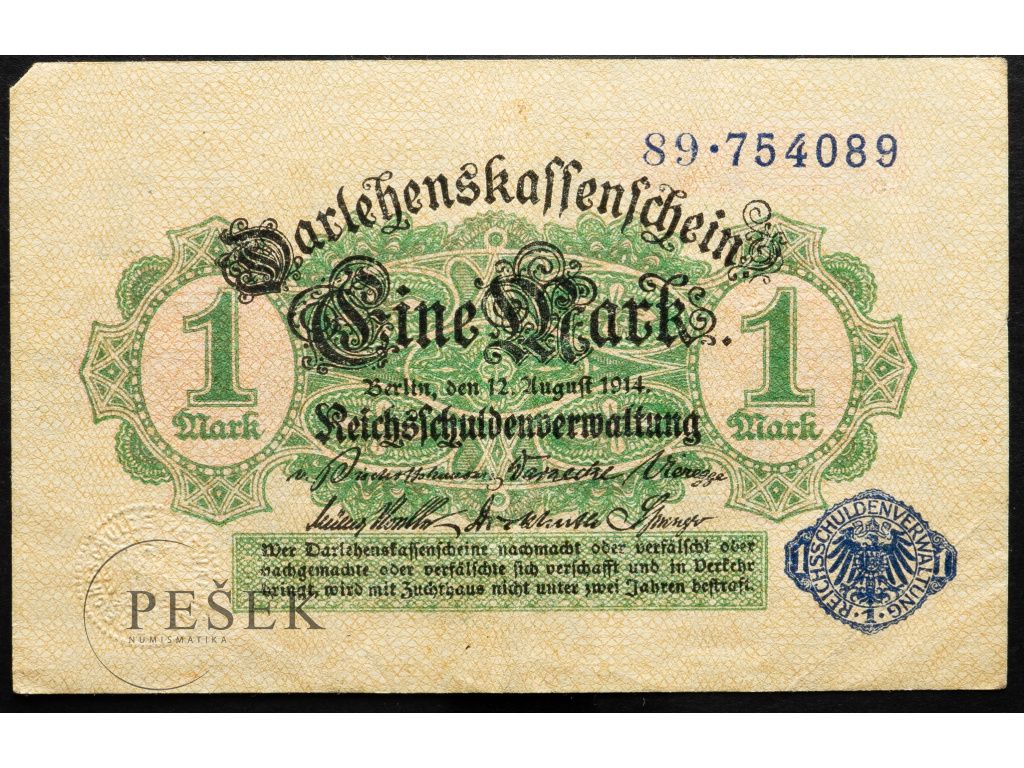 89·754089
Darlehenskassenschein.
Eine Mark.
1 Mark
1 Mark
Berlin, den 12. August 1914.
Reichsschuldenverwaltung
Wer Darlehenskassenscheine nachmacht oder verfälscht oder
nachgemachte oder verfälschte sich verschafft und in Verkehr
bringt, wird mit Zuchthaus nicht unter zwei Jahren bestraft.
REICHSSCHULDENVERWALTUNG
1 1
·1·
PEŠEK
NUMISMATIKA